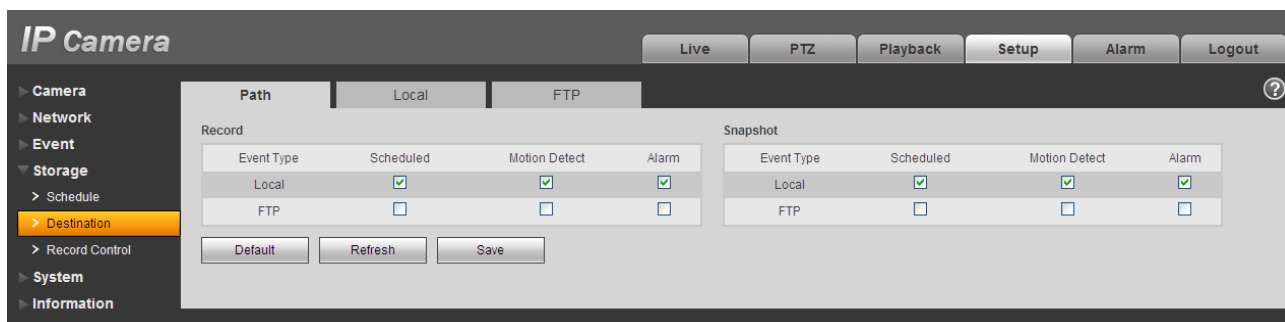 IP Camera
Live PTZ Playback Setup Alarm Logout
Camera
Network
Event
Storage
> Schedule
> Destination
> Record Control
System
Information
Path Local FTP
?
Record
Event Type Scheduled Motion Detect Alarm
Local
FTP
Snapshot
Event Type Scheduled Motion Detect Alarm
Local
FTP
Default Refresh Save